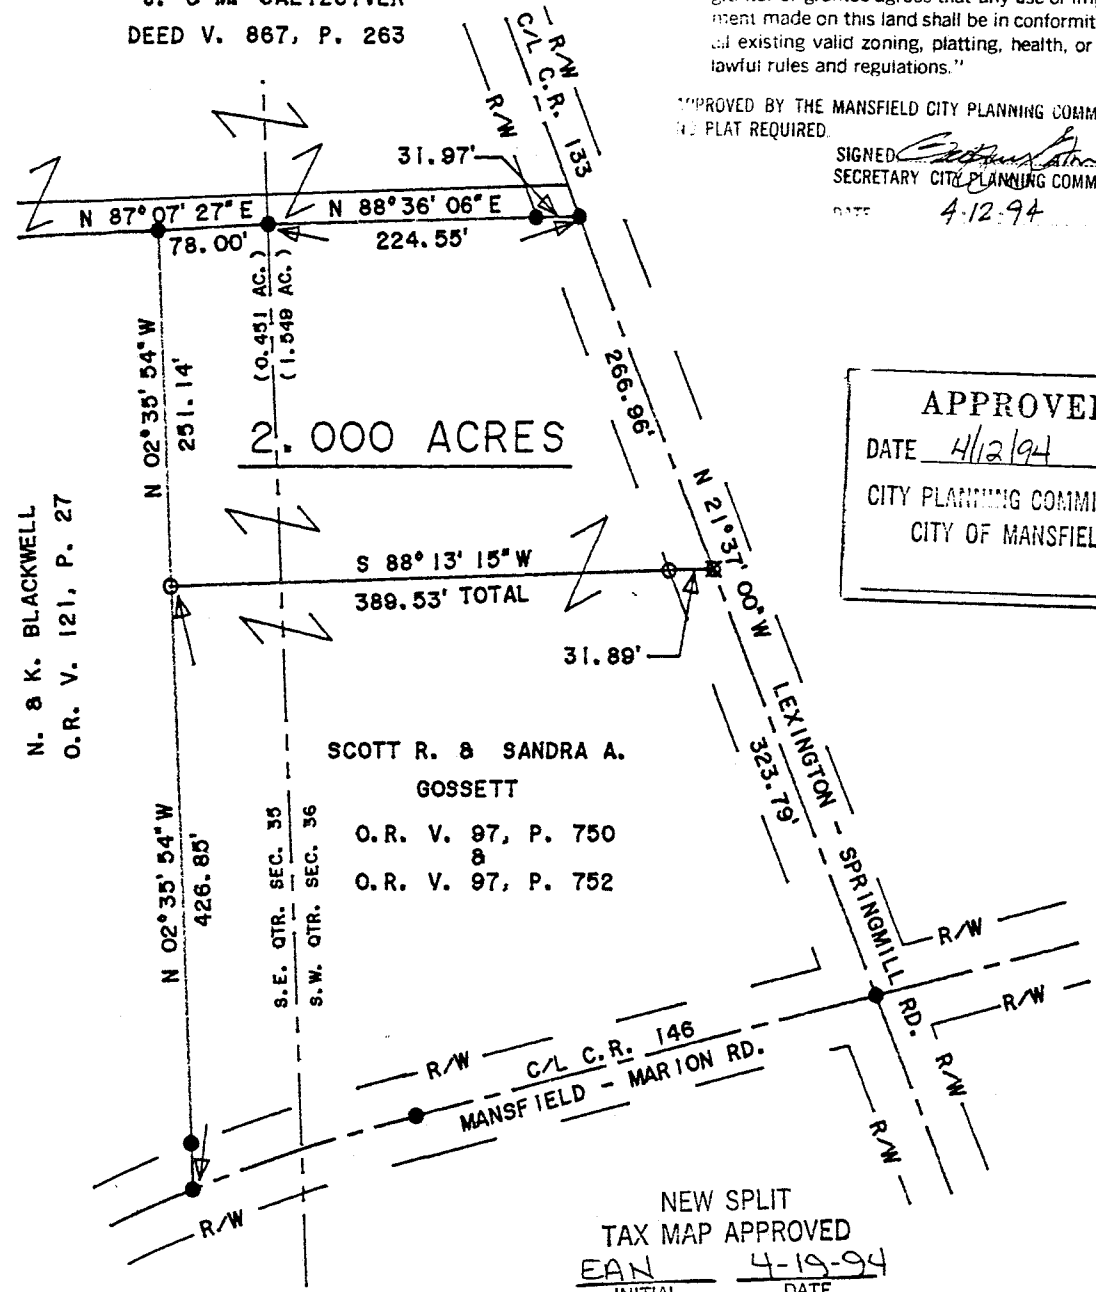 DEED V. 867, P. 263
ment made on this land shall be in conformit
existing valid zoning, platting, health, or
lawful rules and regulations."
BY THE MANSFIELD CITY PLANNING COMM
PLAT REQUIRED.
SIGNED
SECRETARY CITY PLANNING COMM
DATE 4-12-94
R/W
C/L C.R. 133
R/W
31.97'
N 87° 07' 27" E
78.00'
N 88° 36' 06" E
224.55'
(0.451 AC.)
(1.549 AC.)
N 02° 35' 54" W
251.14'
266.96'
2.000 ACRES
APPROVE
DATE 4/12/94
CITY PLANNING COMMI
CITY OF MANSFIEL
N 21° 37' 00" W
S 88° 13' 15" W
389.53' TOTAL
31.89'
N. & K. BLACKWELL
O.R. V. 121, P. 27
LEXINGTON - SPRINGMILL RD.
323.79'
SCOTT R. & SANDRA A.
GOSSETT
O.R. V. 97, P. 750
&
O.R. V. 97, P. 752
N 02° 35' 54" W
426.85'
S.E. QTR. SEC. 35
S.W. QTR. SEC. 36
R/W
R/W
R/W
C/L C.R. 146
MANSFIELD - MARION RD.
R/W
R/W
R/W
NEW SPLIT
TAX MAP APPROVED
EAN 4-19-94
INITIAL DATE